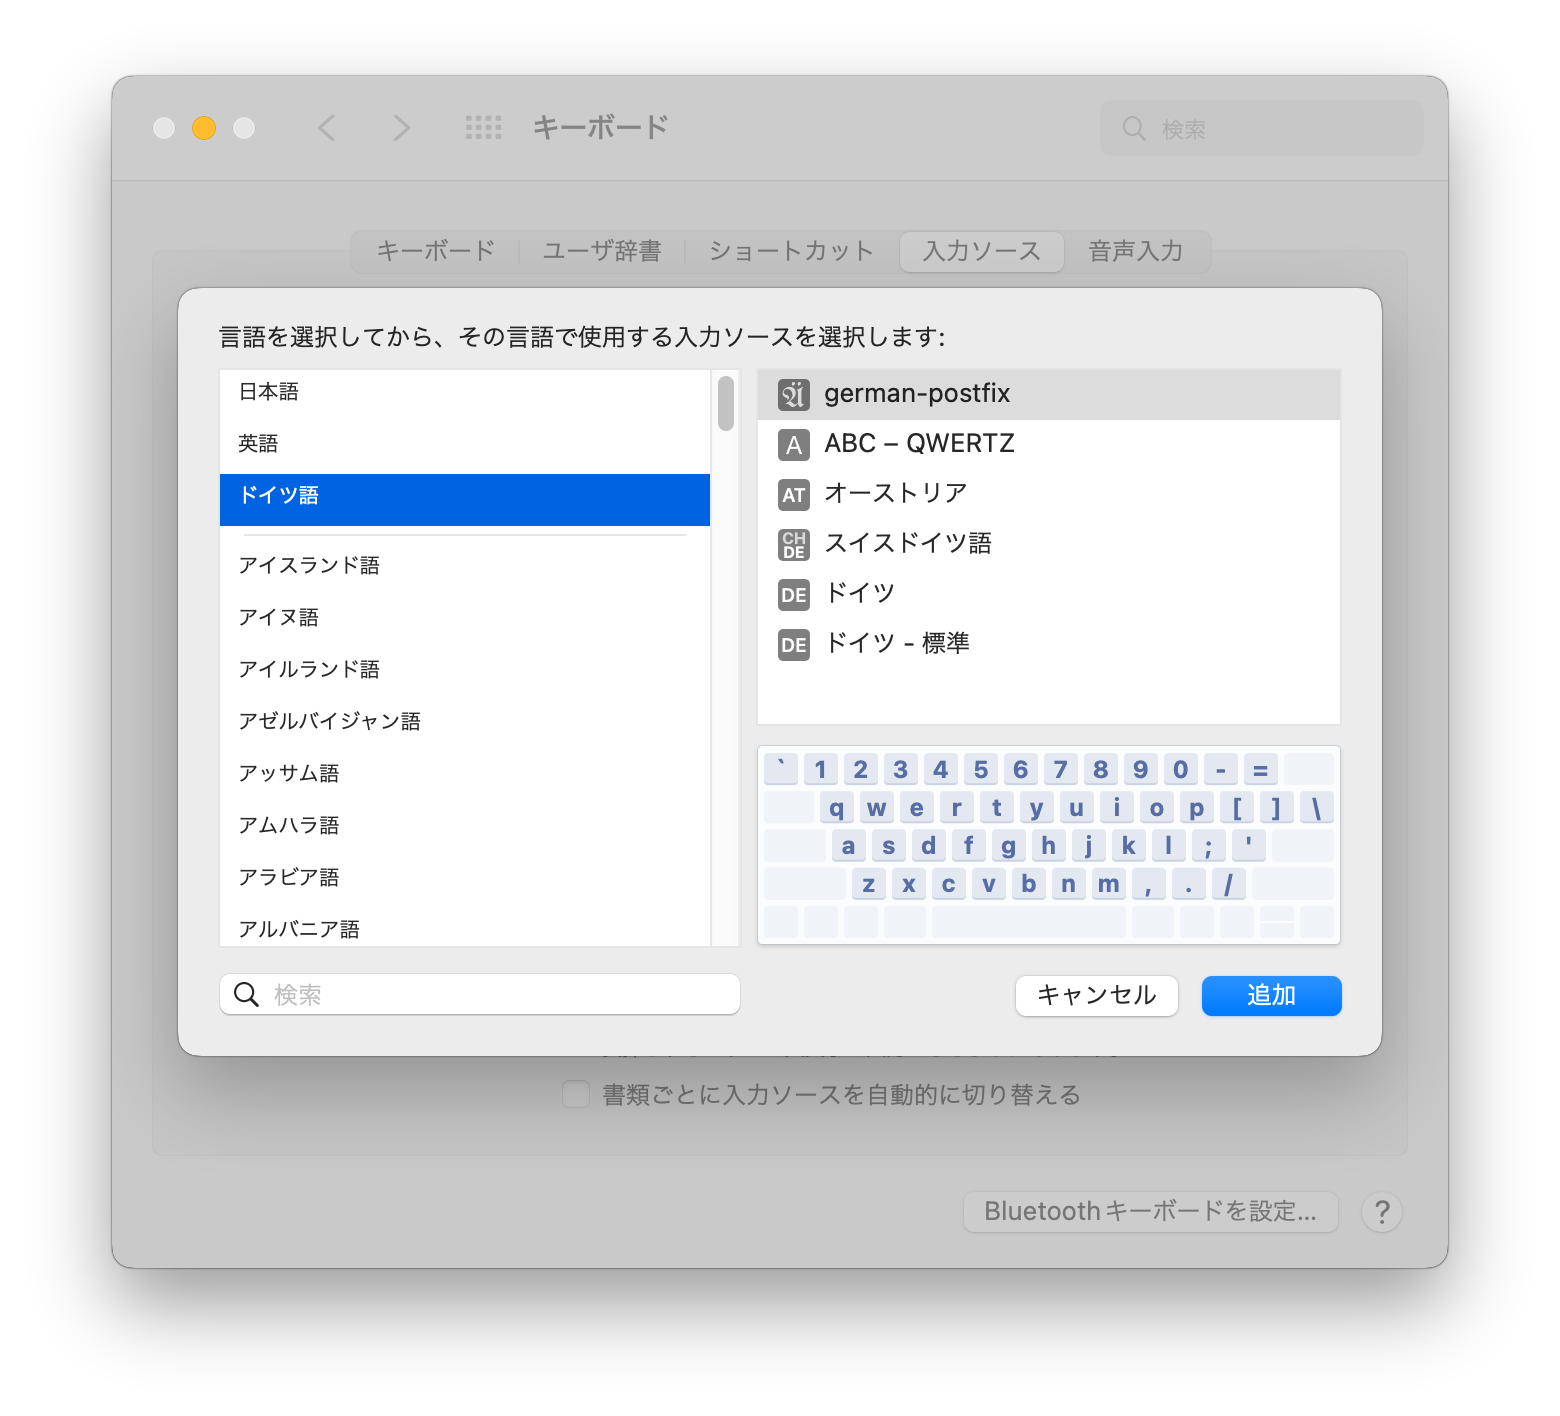 キーボード
検索
キーボード
ユーザ辞書
ショートカット
入力ソース
音声入力
言語を選択してから、その言語で使用する入力ソースを選択します:
日本語
英語
ドイツ語
アイスランド語
アイヌ語
アイルランド語
アゼルバイジャン語
アッサム語
アムハラ語
アラビア語
アルバニア語
Ä german-postfix
A ABC – QWERTZ
AT オーストリア
CH DE スイスドイツ語
DE ドイツ
DE ドイツ - 標準
` 1 2 3 4 5 6 7 8 9 0 - =
q w e r t y u i o p [ ] \
a s d f g h j k l ; '
z x c v b n m , . /
検索
キャンセル
追加
書類ごとに入力ソースを自動的に切り替える
Bluetoothキーボードを設定...
?